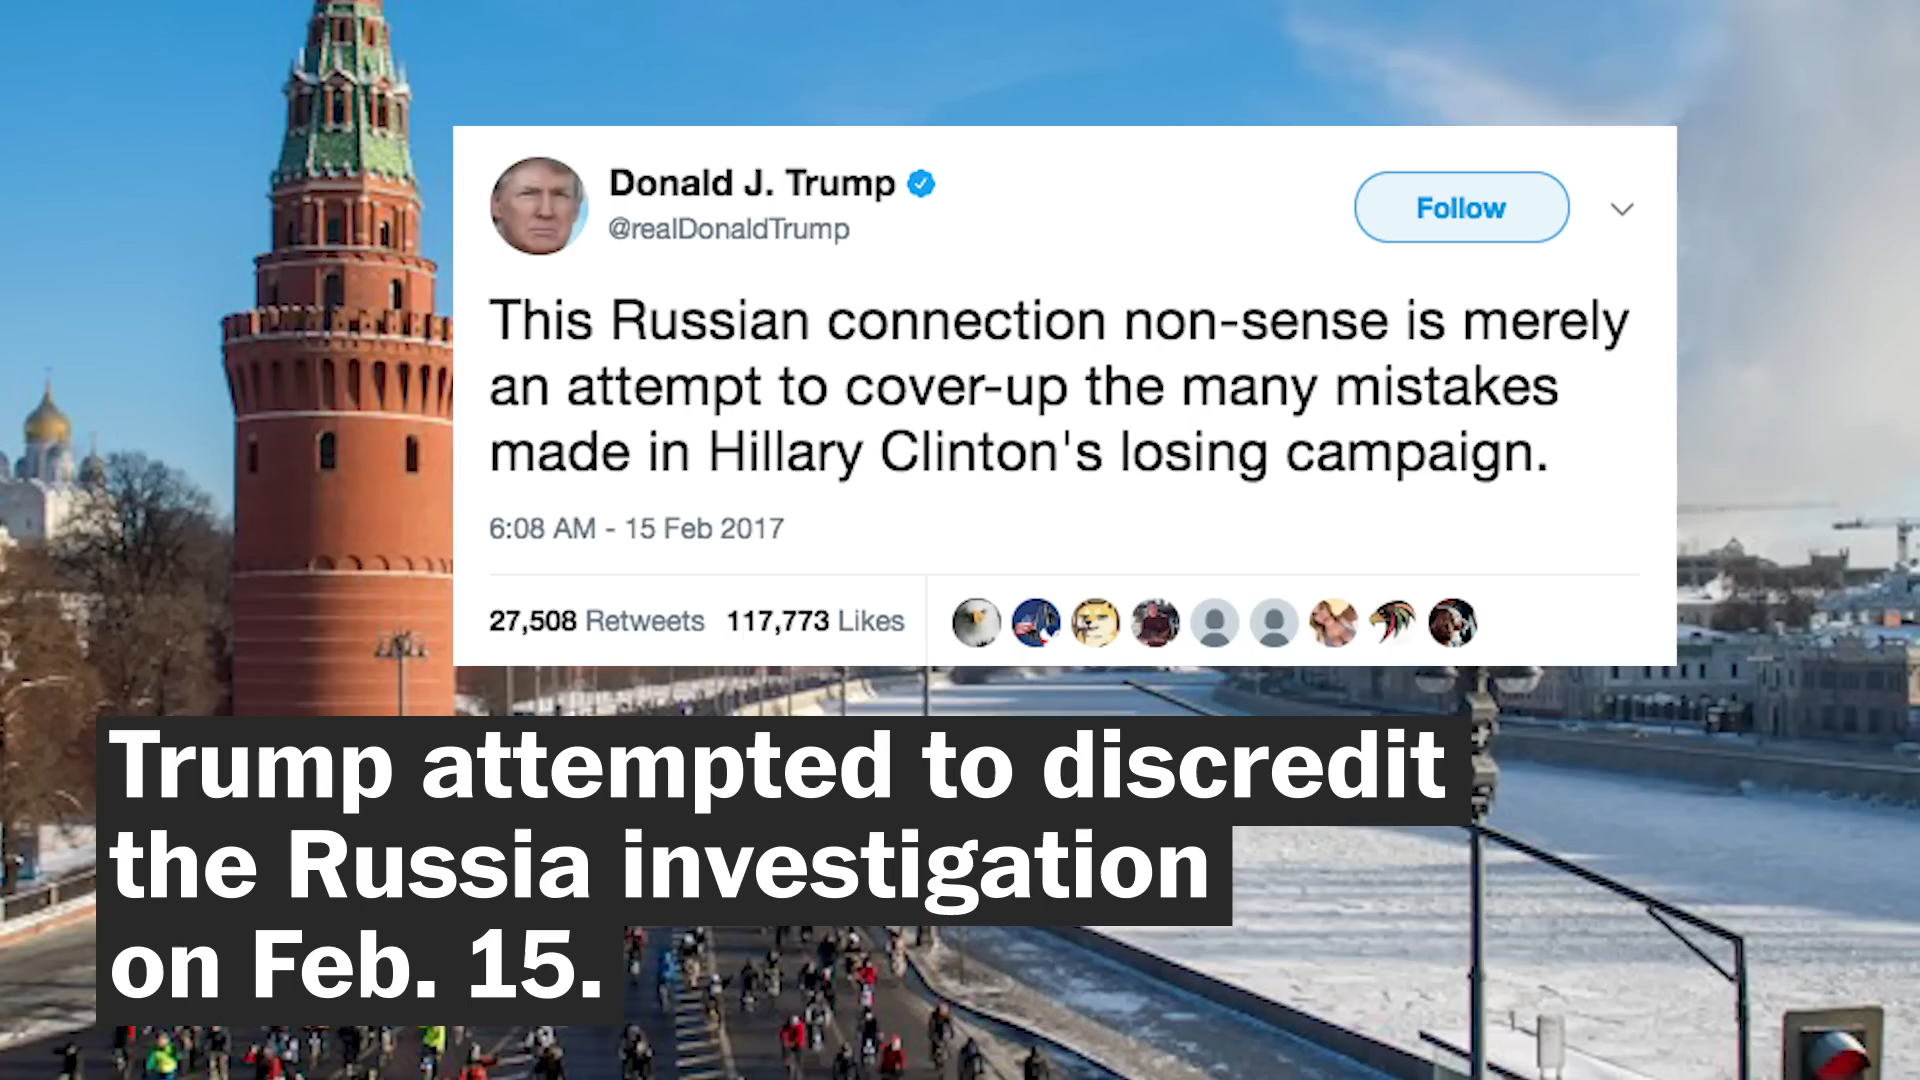 Donald J. Trump
@realDonaldTrump
Follow
This Russian connection non-sense is merely
an attempt to cover-up the many mistakes
made in Hillary Clinton's losing campaign.
6:08 AM - 15 Feb 2017
27,508 Retweets 117,773 Likes
Trump attempted to discredit
the Russia investigation
on Feb. 15.